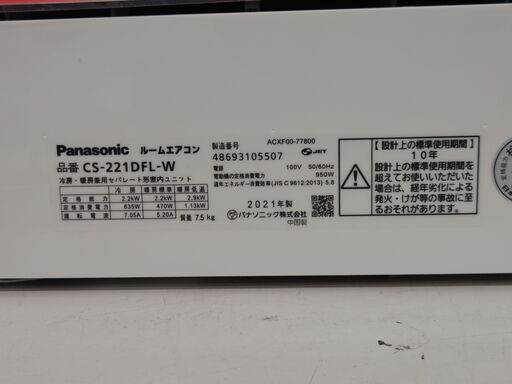 Panasonic ルームエアコン
品番 CS-221DFL-W
冷房・暖房兼用セパレート形室内ユニット
冷房 暖房標準 暖房低温
定格能力 2.2kW 2.2kW 2.9kW
定格消費電力 635W 470W 1.13kW
運転電流 7.05A 5.20A
質量 7.5kg
ACXF00-77800
製造番号
48693105507
JET
電源 100V 50/60Hz
電動機の定格消費電力 950W
通年エネルギー消費効率(JIS C 9612:2013) 5.8
2021年製
パナソニック株式会社
中国製
【設計上の標準使用期間】
10年
設計上の標準使用期間を
超えてお使いいただいた
場合は、経年劣化による
発火・けが等の事故に至
るおそれがあります。